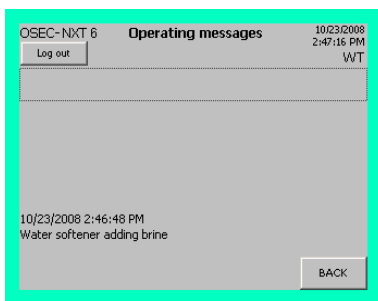 OSEC-NXT 6 Operating messages 10/23/2008
2:47:16 PM
Log out
WT
10/23/2008 2:46:48 PM
Water softener adding brine
BACK